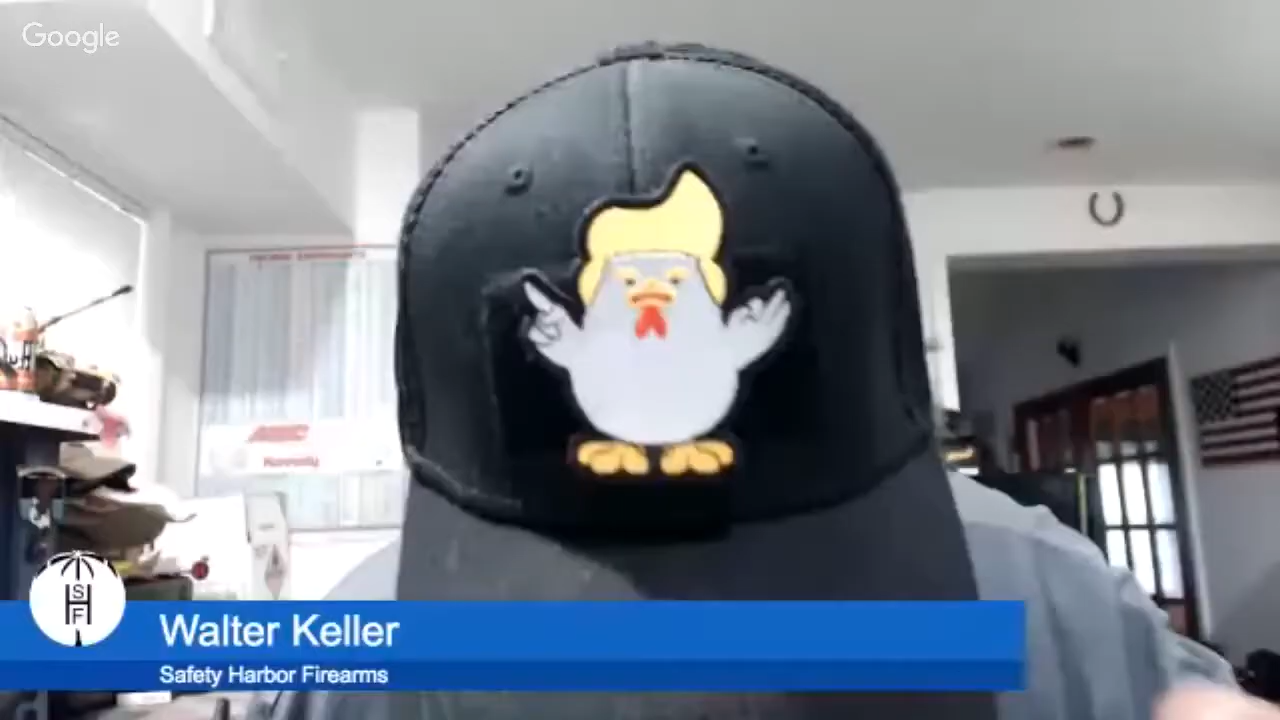 Google
Walter Keller
Safety Harbor Firearms
S
H
F